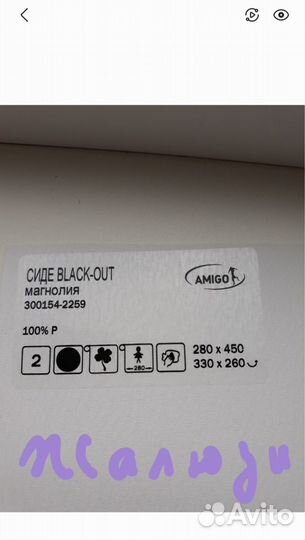 СИДЕ BLACK-OUT
магнолия
300154-2259
AMIGO
100% P
2
280
280 x 450
330 x 260
Жалюзи
Avito